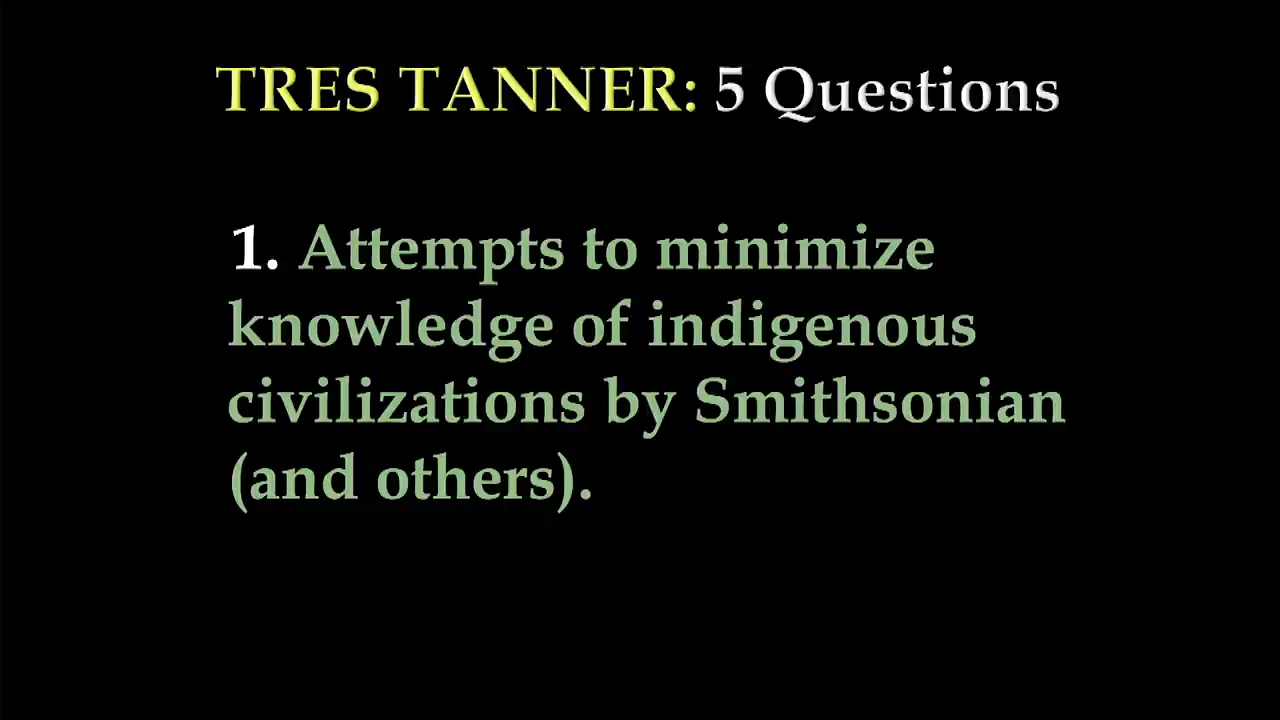 TRES TANNER: 5 Questions
1. Attempts to minimize
knowledge of indigenous
civilizations by Smithsonian
(and others).